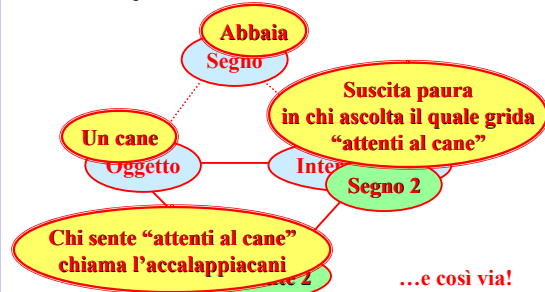 Abbaia
Segno
Suscita paura
in chi ascolta il quale grida
“attenti al cane”
Un cane
Oggetto
Segno 2
Chi sente “attenti al cane”
chiama l’accalappiacani
2
…e così via!